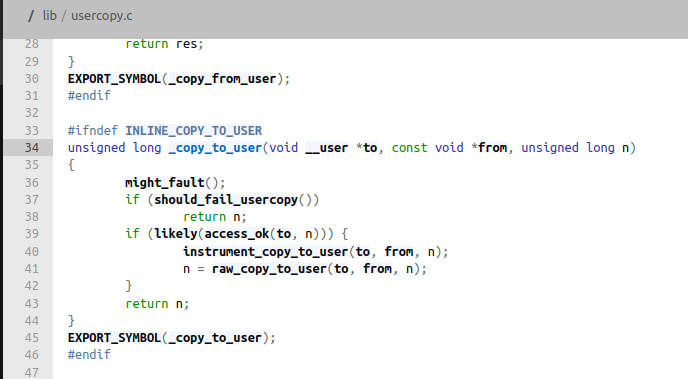 / lib / usercopy.c
28 return res;
29 }
30 EXPORT_SYMBOL(_copy_from_user);
31 #endif
32
33 #ifndef INLINE_COPY_TO_USER
34 unsigned long _copy_to_user(void __user *to, const void *from, unsigned long n)
35 {
36 might_fault();
37 if (should_fail_usercopy())
38 return n;
39 if (likely(access_ok(to, n))) {
40 instrument_copy_to_user(to, from, n);
41 n = raw_copy_to_user(to, from, n);
42 }
43 return n;
44 }
45 EXPORT_SYMBOL(_copy_to_user);
46 #endif
47